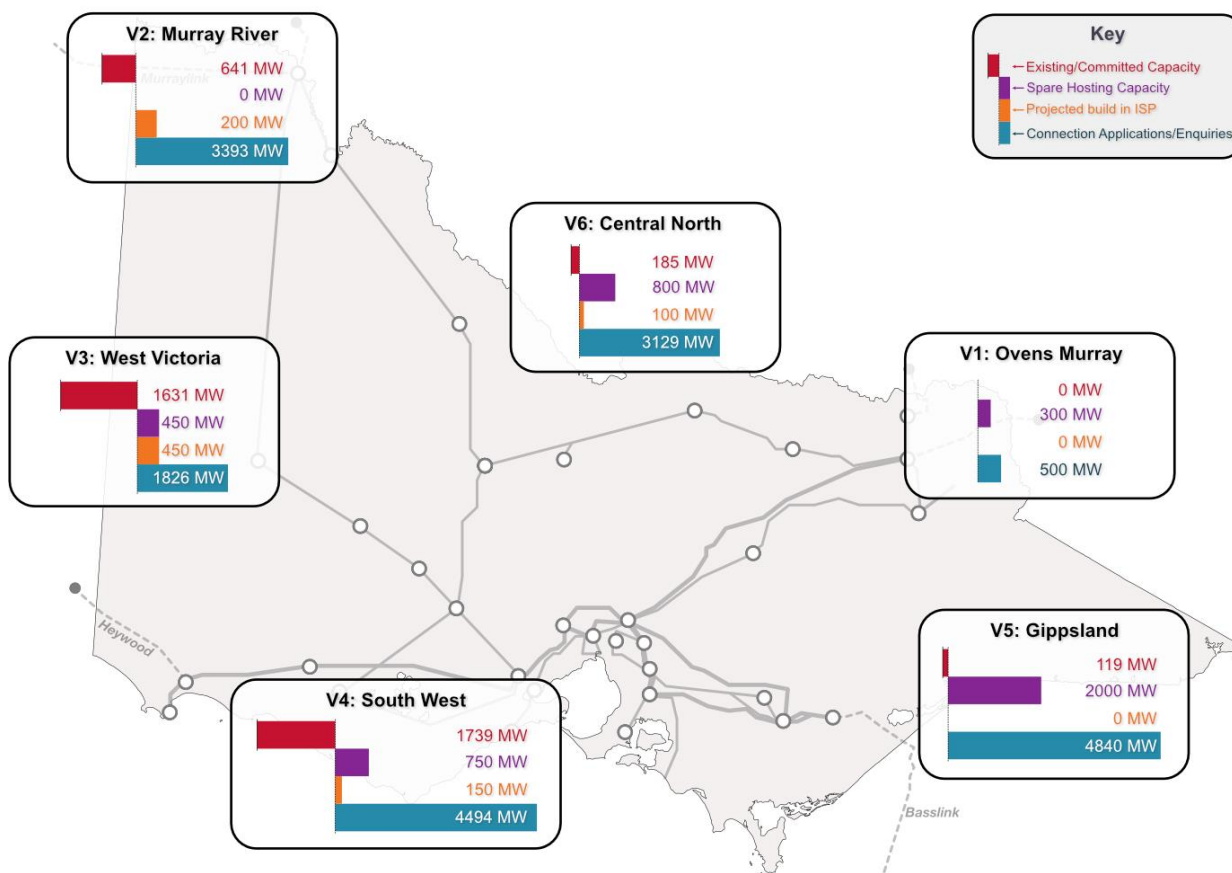 V2: Murray River
Murraylink
641 MW
0 MW
200 MW
3393 MW
Key
←Existing/Committed Capacity
←Spare Hosting Capacity
←Projected build in ISP
←Connection Applications/Enquiries
V6: Central North
185 MW
800 MW
100 MW
3129 MW
V3: West Victoria
1631 MW
450 MW
450 MW
1826 MW
V1: Ovens Murray
0 MW
300 MW
0 MW
500 MW
Heywood
V5: Gippsland
119 MW
2000 MW
0 MW
4840 MW
V4: South West
1739 MW
750 MW
150 MW
4494 MW
Basslink